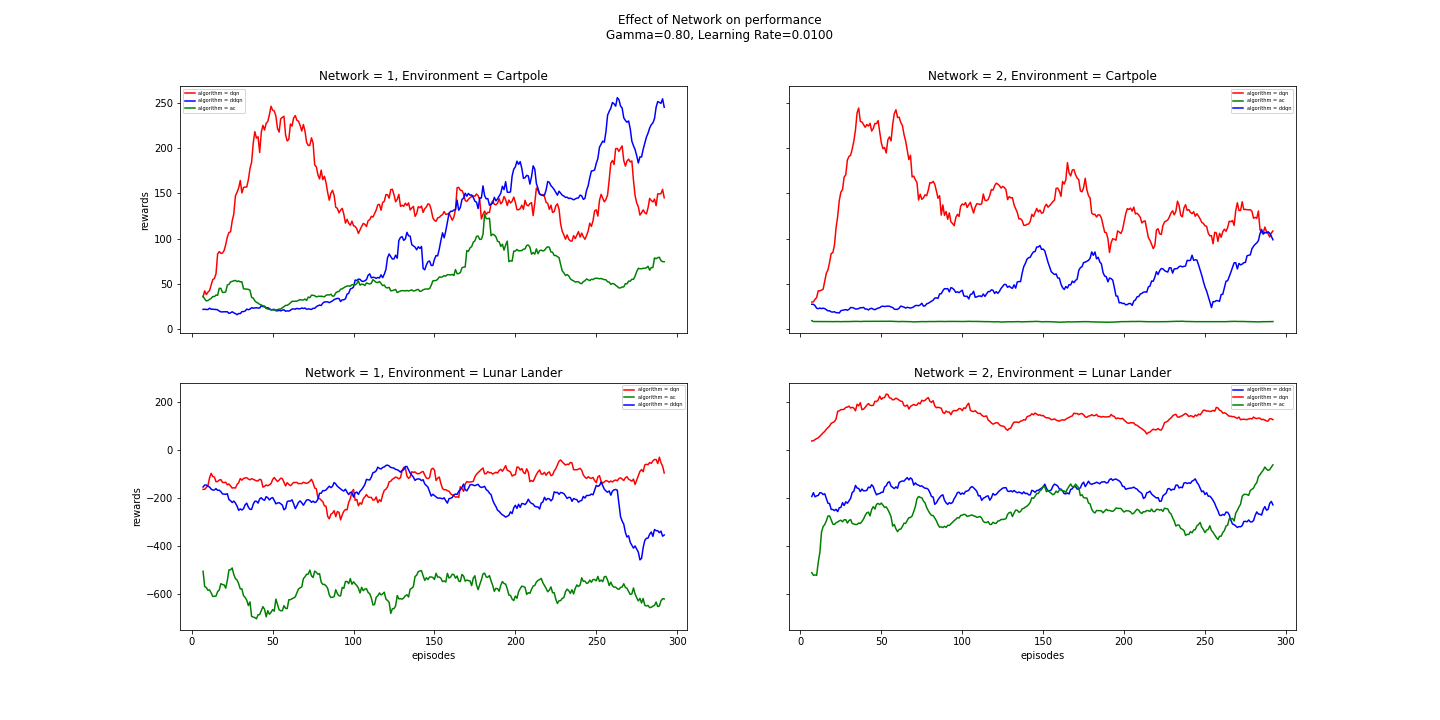 Effect of Network on performance
Gamma=0.80, Learning Rate=0.0100
Network = 1, Environment = Cartpole
algorithm = dqn
algorithm = ddqn
algorithm = ac
250
200
150
100
50
0
rewards
Network = 2, Environment = Cartpole
algorithm = dqn
algorithm = ac
algorithm = ddqn
Network = 1, Environment = Lunar Lander
algorithm = dqn
algorithm = ac
algorithm = ddqn
200
0
−200
−400
−600
rewards
0 50 100 150 200 250 300
episodes
Network = 2, Environment = Lunar Lander
algorithm = ddqn
algorithm = dqn
algorithm = ac
0 50 100 150 200 250 300
episodes